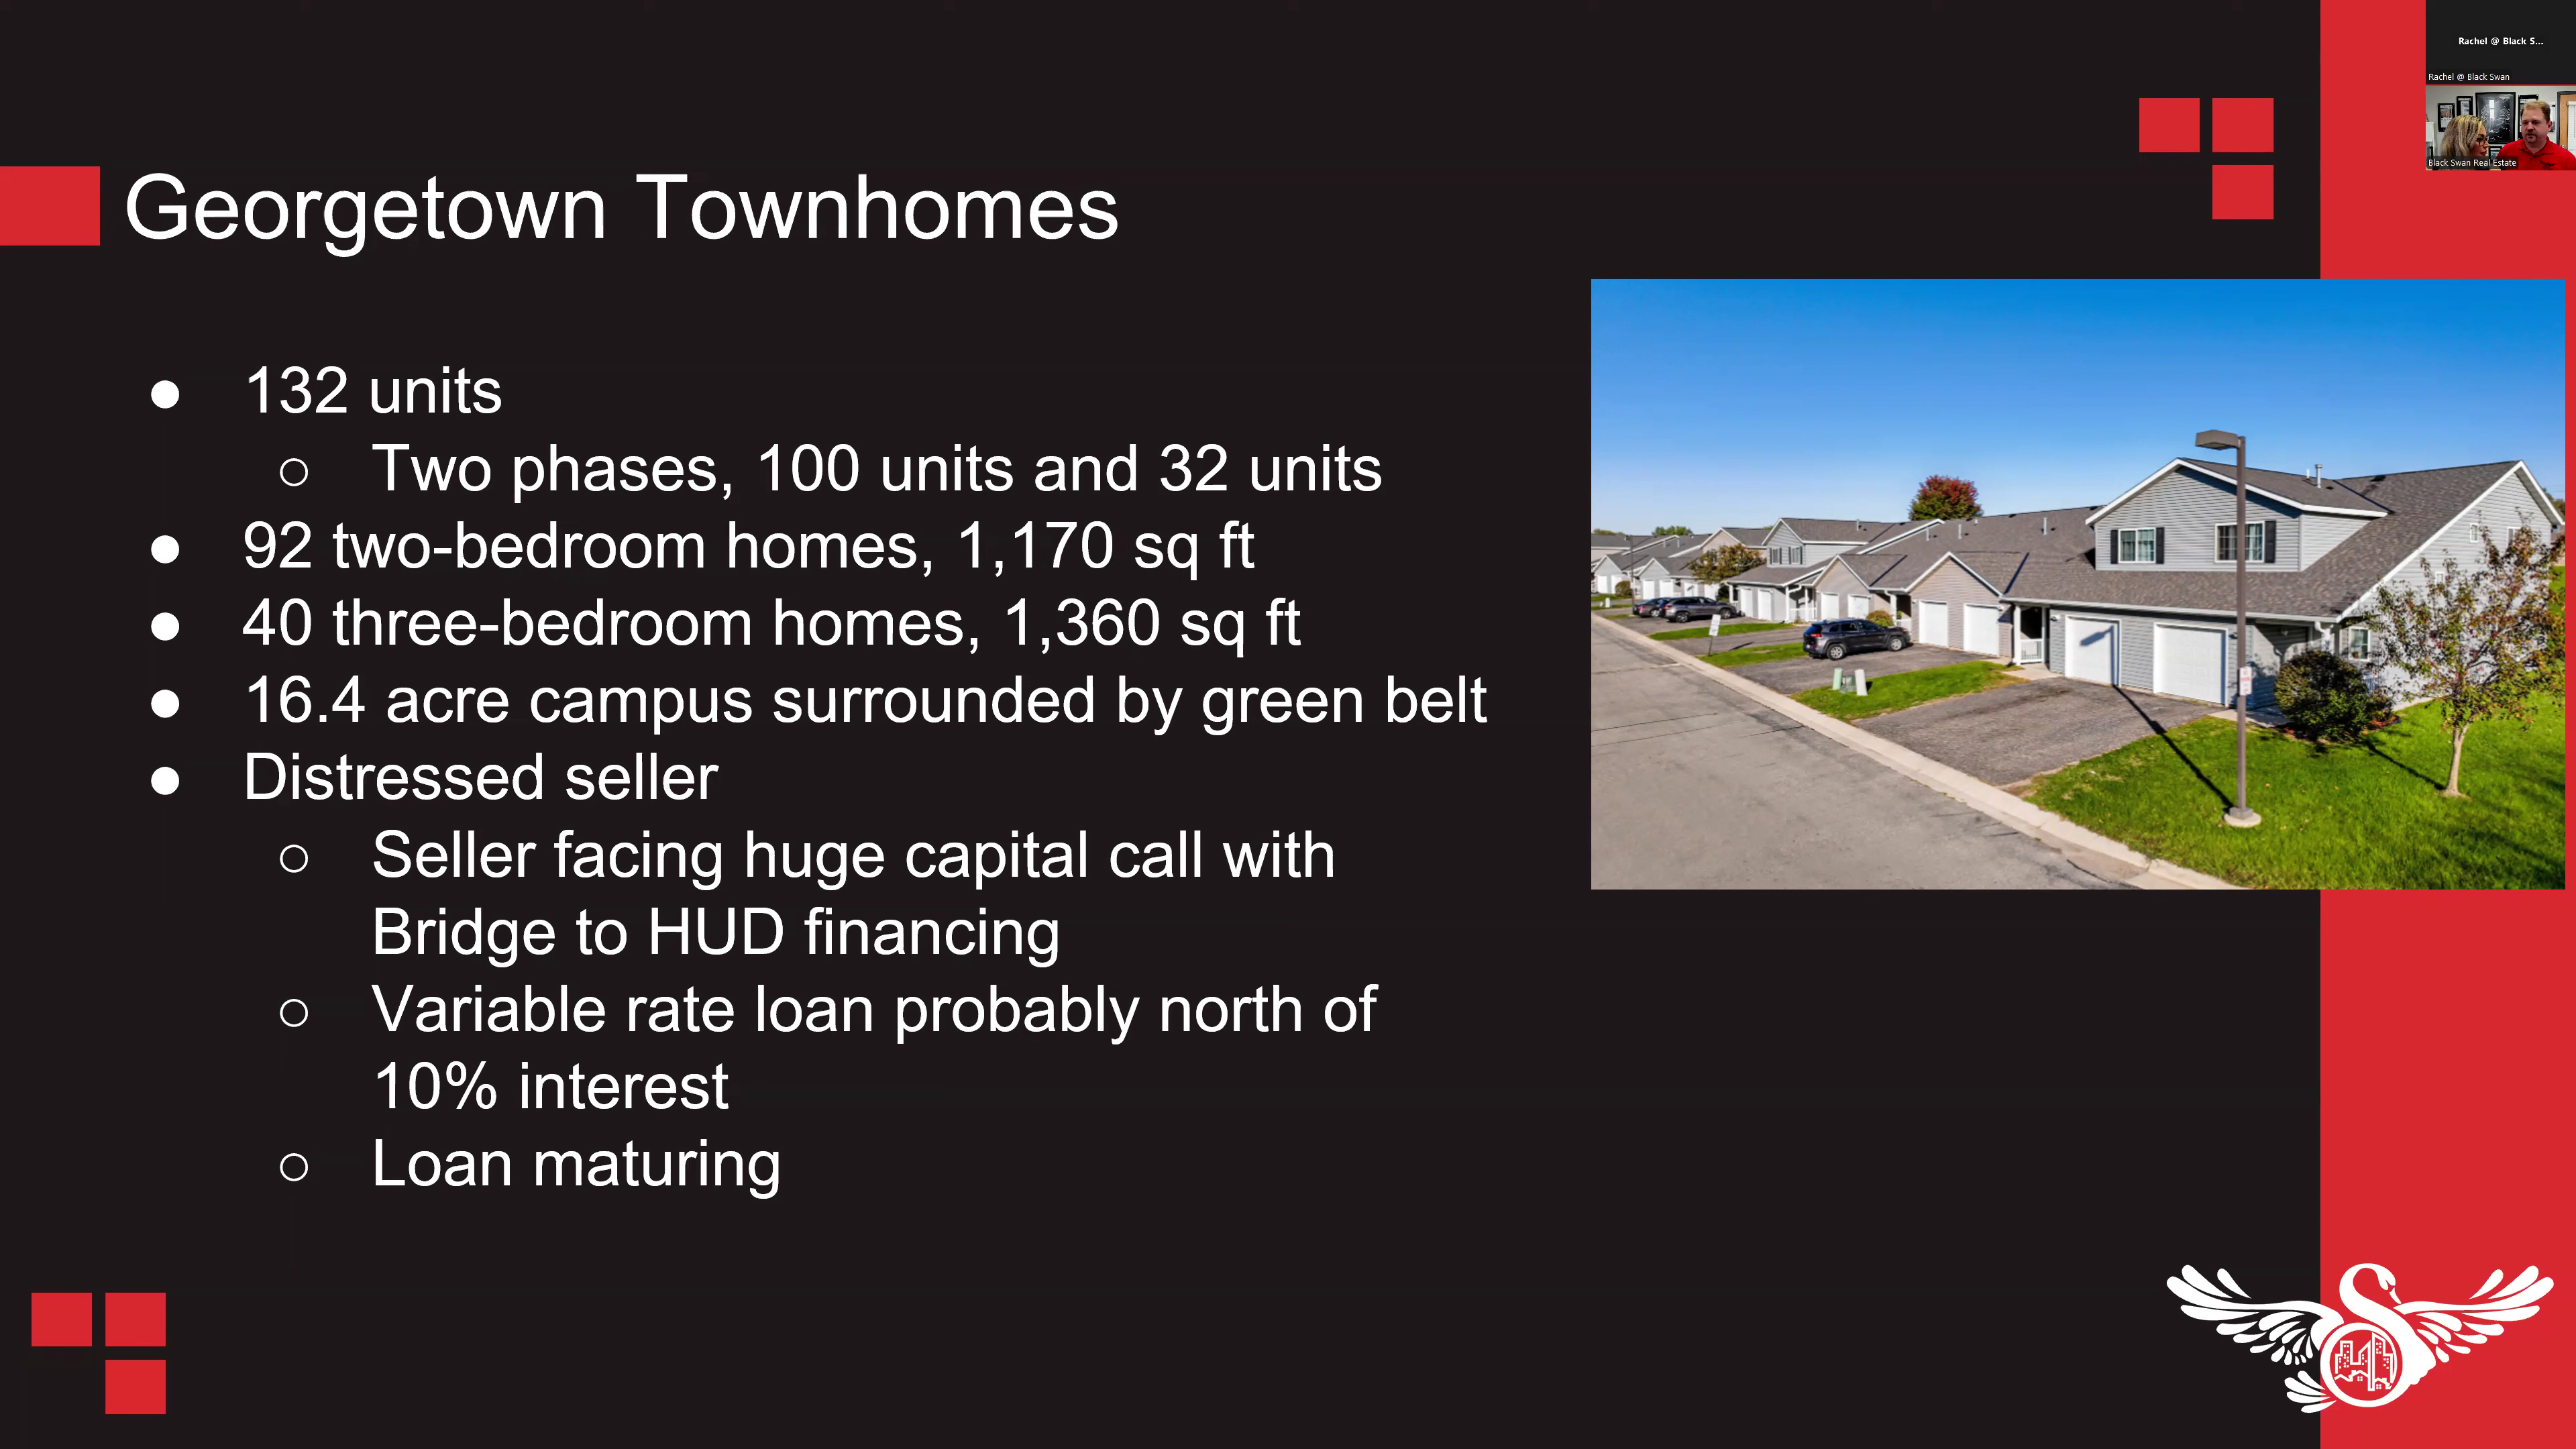 Rachel @ Black S...
Rachel @ Black Swan
Black Swan Real Estate
Georgetown Townhomes
● 132 units
○ Two phases, 100 units and 32 units
● 92 two-bedroom homes, 1,170 sq ft
● 40 three-bedroom homes, 1,360 sq ft
● 16.4 acre campus surrounded by green belt
● Distressed seller
○ Seller facing huge capital call with
Bridge to HUD financing
○ Variable rate loan probably north of
10% interest
○ Loan maturing